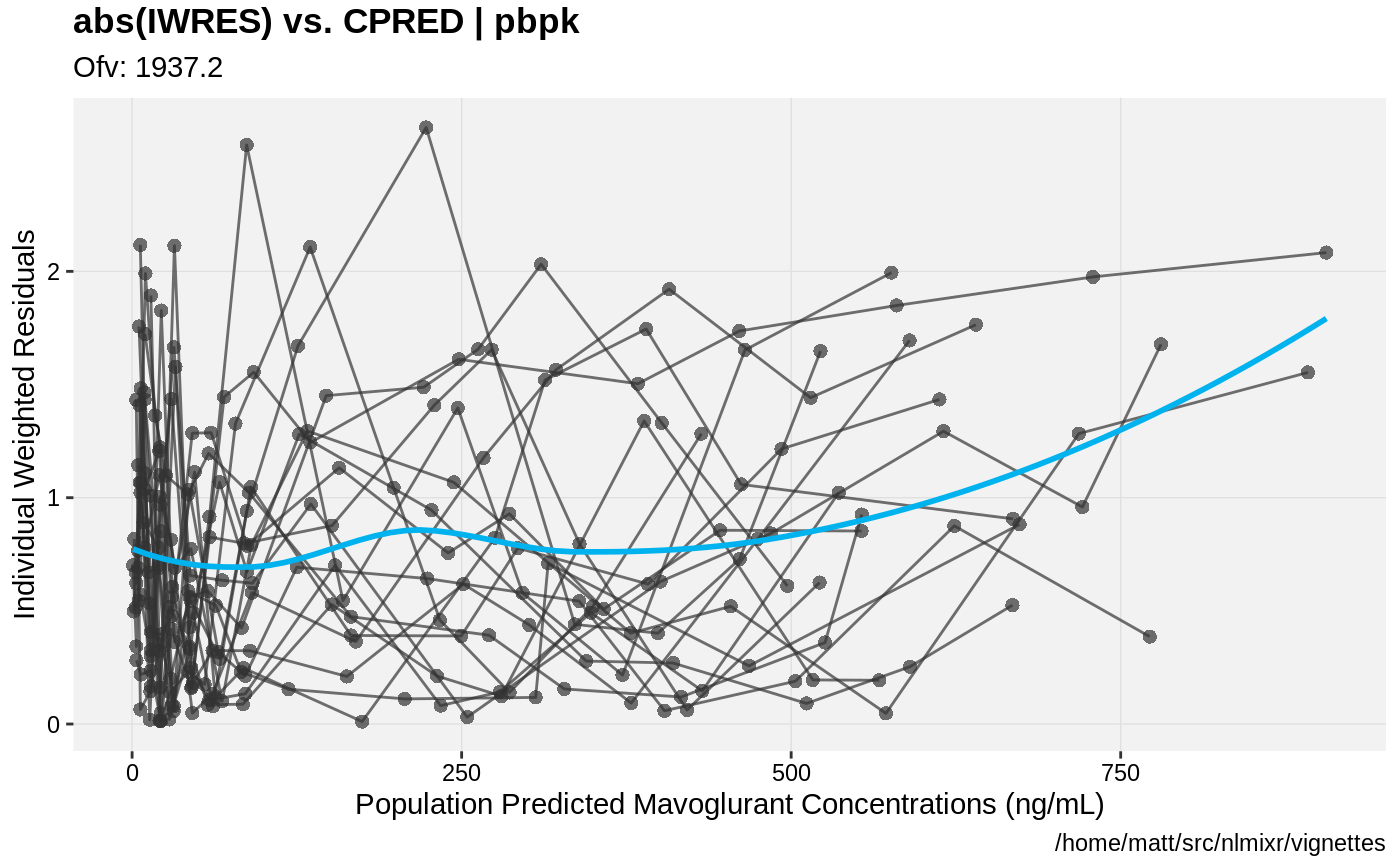 abs(IWRES) vs. CPRED | pbpk
Ofv: 1937.2
Individual Weighted Residuals
2
1
0
0 250 500 750
Population Predicted Mavoglurant Concentrations (ng/mL)
/home/matt/src/nlmixr/vignettes